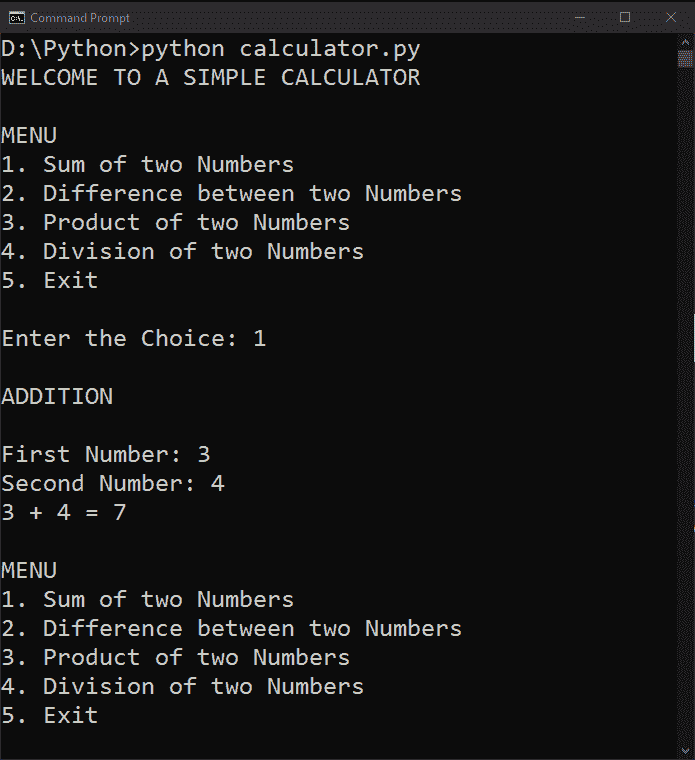 Command Prompt
D:\Python>python calculator.py
WELCOME TO A SIMPLE CALCULATOR
MENU
1. Sum of two Numbers
2. Difference between two Numbers
3. Product of two Numbers
4. Division of two Numbers
5. Exit
Enter the Choice: 1
ADDITION
First Number: 3
Second Number: 4
3 + 4 = 7
MENU
1. Sum of two Numbers
2. Difference between two Numbers
3. Product of two Numbers
4. Division of two Numbers
5. Exit